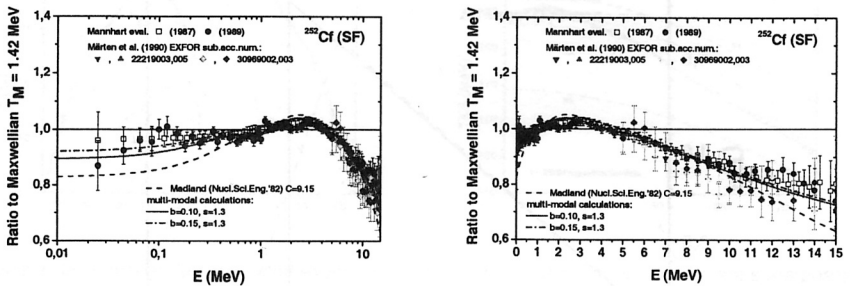 Ratio to Maxwellian T_M = 1.42 MeV
1,4
1,2
1,0
0,8
0,6
Mannhart eval. (1987) (1989)
Märten et al. (1990) EXFOR sub.acc.num.:
, 22219003,005 , 30969002,003
²⁵²Cf (SF)
Madland (Nucl.Sci.Eng.'82) C=9.15
multi-modal calculations:
b=0.10, s=1.3
b=0.15, s=1.3
0,01 0,1 1 10
E (MeV)
Ratio to Maxwellian T_M = 1.42 MeV
1,4
1,2
1,0
0,8
0,6
Mannhart eval. (1987) (1989)
Märten et al. (1990) EXFOR sub.acc.num.:
, 22219003,005 , 30969002,003
²⁵²Cf (SF)
Madland (Nucl.Sci.Eng.'82) C=9.15
multi-modal calculations:
b=0.10, s=1.3
b=0.15, s=1.3
0 1 2 3 4 5 6 7 8 9 10 11 12 13 14 15
E (MeV)